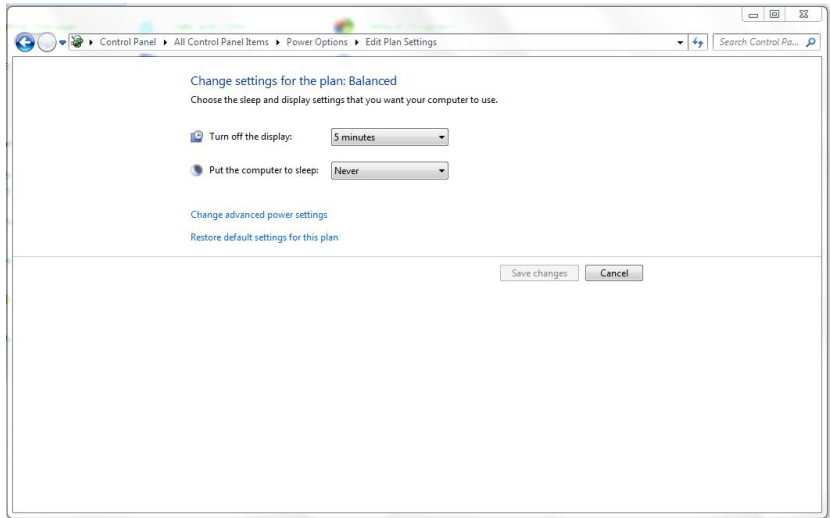 Control Panel ▸ All Control Panel Items ▸ Power Options ▸ Edit Plan Settings
Search Control Pa...
Change settings for the plan: Balanced
Choose the sleep and display settings that you want your computer to use.
Turn off the display: 5 minutes
Put the computer to sleep: Never
Change advanced power settings
Restore default settings for this plan
Save changes Cancel